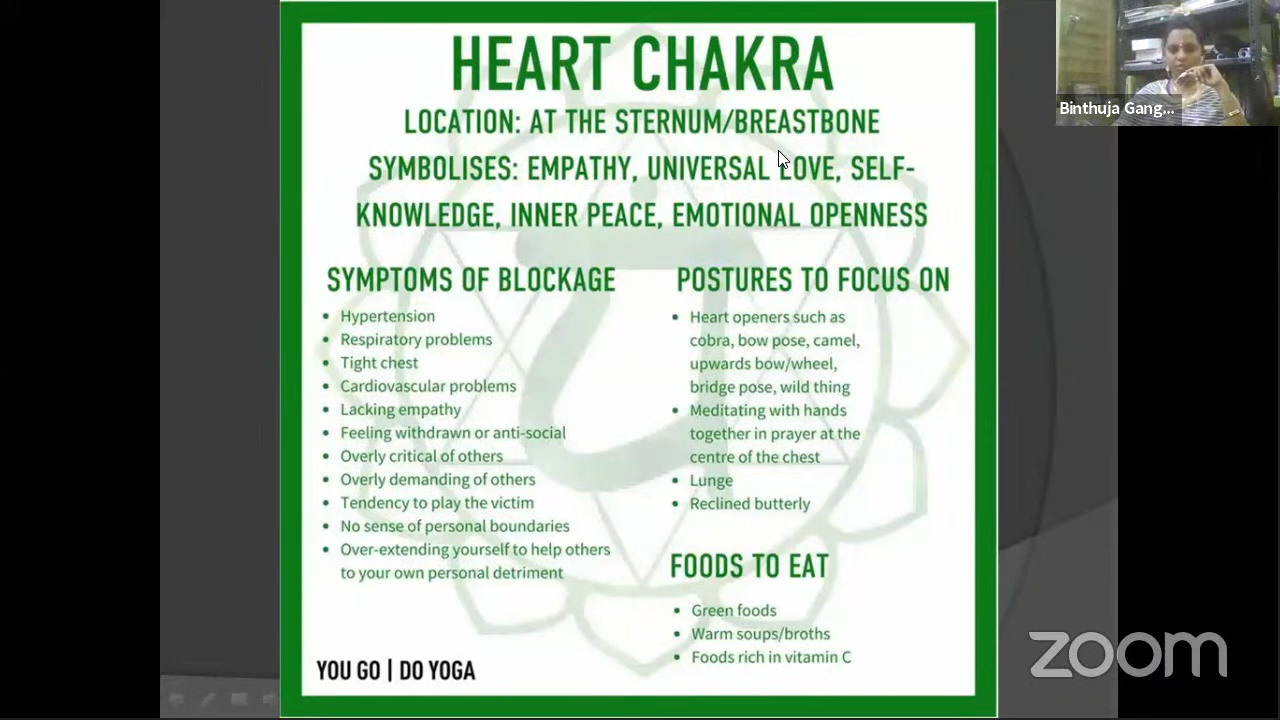 HEART CHAKRA
LOCATION: AT THE STERNUM/BREASTBONE
SYMBOLISES: EMPATHY, UNIVERSAL LOVE, SELF-
KNOWLEDGE, INNER PEACE, EMOTIONAL OPENNESS
SYMPTOMS OF BLOCKAGE
• Hypertension
• Respiratory problems
• Tight chest
• Cardiovascular problems
• Lacking empathy
• Feeling withdrawn or anti-social
• Overly critical of others
• Overly demanding of others
• Tendency to play the victim
• No sense of personal boundaries
• Over-extending yourself to help others
to your own personal detriment
POSTURES TO FOCUS ON
• Heart openers such as
cobra, bow pose, camel,
upwards bow/wheel,
bridge pose, wild thing
• Meditating with hands
together in prayer at the
centre of the chest
• Lunge
• Reclined butterly
FOODS TO EAT
• Green foods
• Warm soups/broths
• Foods rich in vitamin C
YOU GO | DO YOGA
Binthuja Gang...
zoom